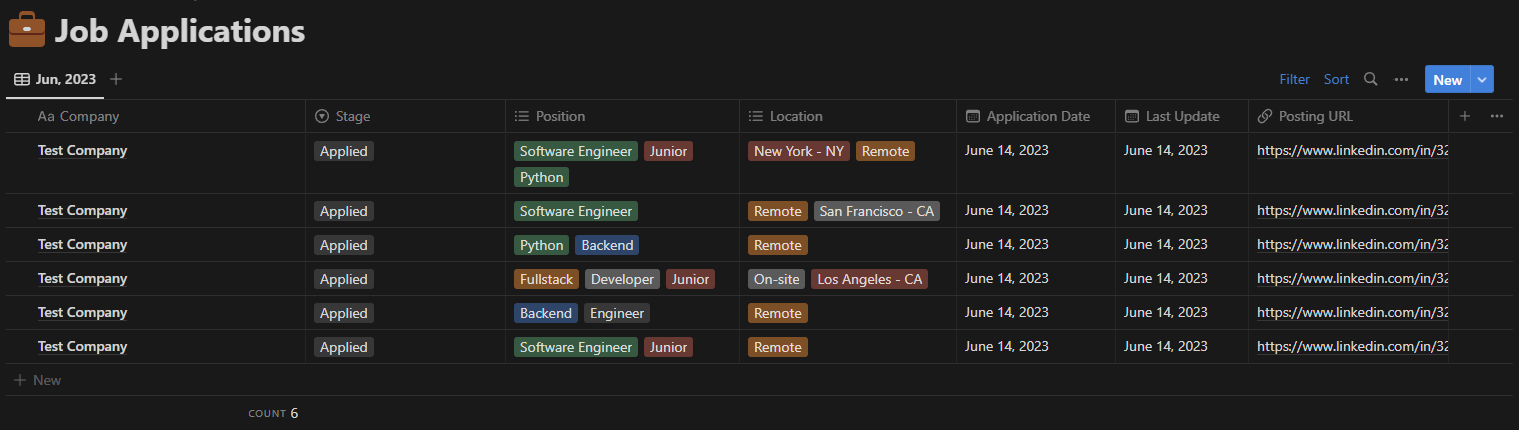 Job Applications
Jun, 2023
Filter Sort New
Aa Company Stage Position Location Application Date Last Update Posting URL
Test Company Applied Software Engineer Junior New York - NY Remote June 14, 2023 June 14, 2023 https://www.linkedin.com/in/32
Python
Test Company Applied Software Engineer Remote San Francisco - CA June 14, 2023 June 14, 2023 https://www.linkedin.com/in/32
Test Company Applied Python Backend Remote June 14, 2023 June 14, 2023 https://www.linkedin.com/in/32
Test Company Applied Fullstack Developer Junior On-site Los Angeles - CA June 14, 2023 June 14, 2023 https://www.linkedin.com/in/32
Test Company Applied Backend Engineer Remote June 14, 2023 June 14, 2023 https://www.linkedin.com/in/32
Test Company Applied Software Engineer Junior Remote June 14, 2023 June 14, 2023 https://www.linkedin.com/in/32
+ New
COUNT 6